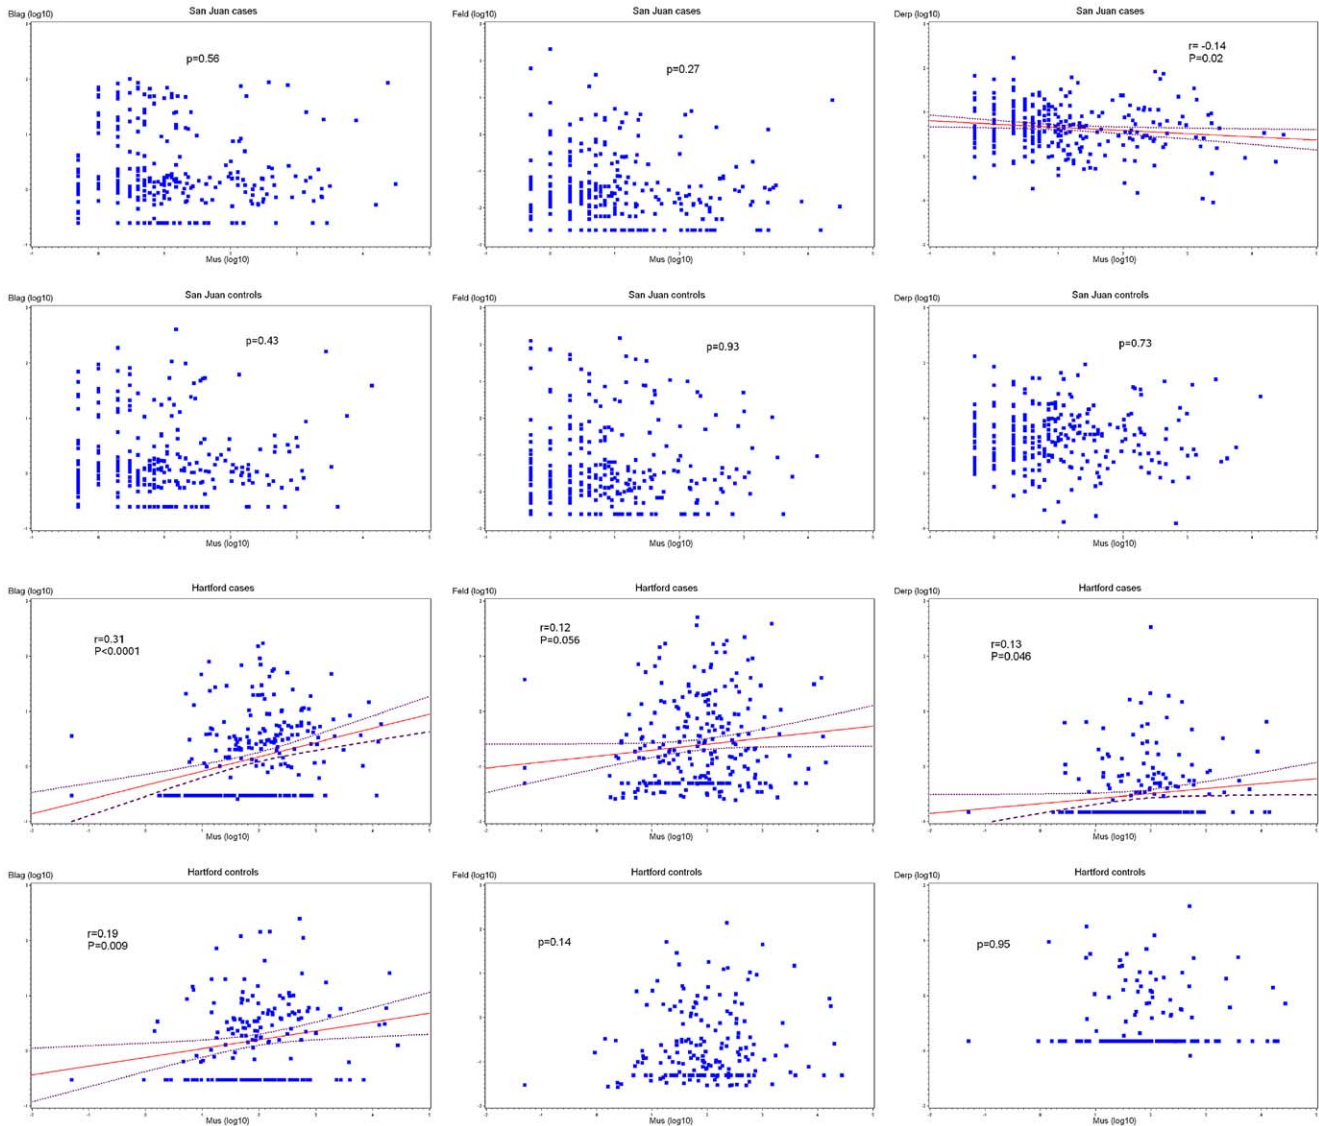 San Juan cases
Blag (log10)
p=0.56
Mus (log10)
San Juan cases
Feld (log10)
p=0.27
Mus (log10)
San Juan cases
Derp (log10)
r= -0.14
P=0.02
Mus (log10)
San Juan controls
Blag (log10)
p=0.43
Mus (log10)
San Juan controls
Feld (log10)
p=0.93
Mus (log10)
San Juan controls
Derp (log10)
p=0.73
Mus (log10)
Hartford cases
Blag (log10)
r=0.31
P<0.0001
Mus (log10)
Hartford cases
Feld (log10)
r=0.12
P=0.056
Mus (log10)
Hartford cases
Derp (log10)
r=0.13
P=0.046
Mus (log10)
Hartford controls
Blag (log10)
r=0.19
P=0.009
Mus (log10)
Hartford controls
Feld (log10)
p=0.14
Mus (log10)
Hartford controls
Derp (log10)
p=0.95
Mus (log10)